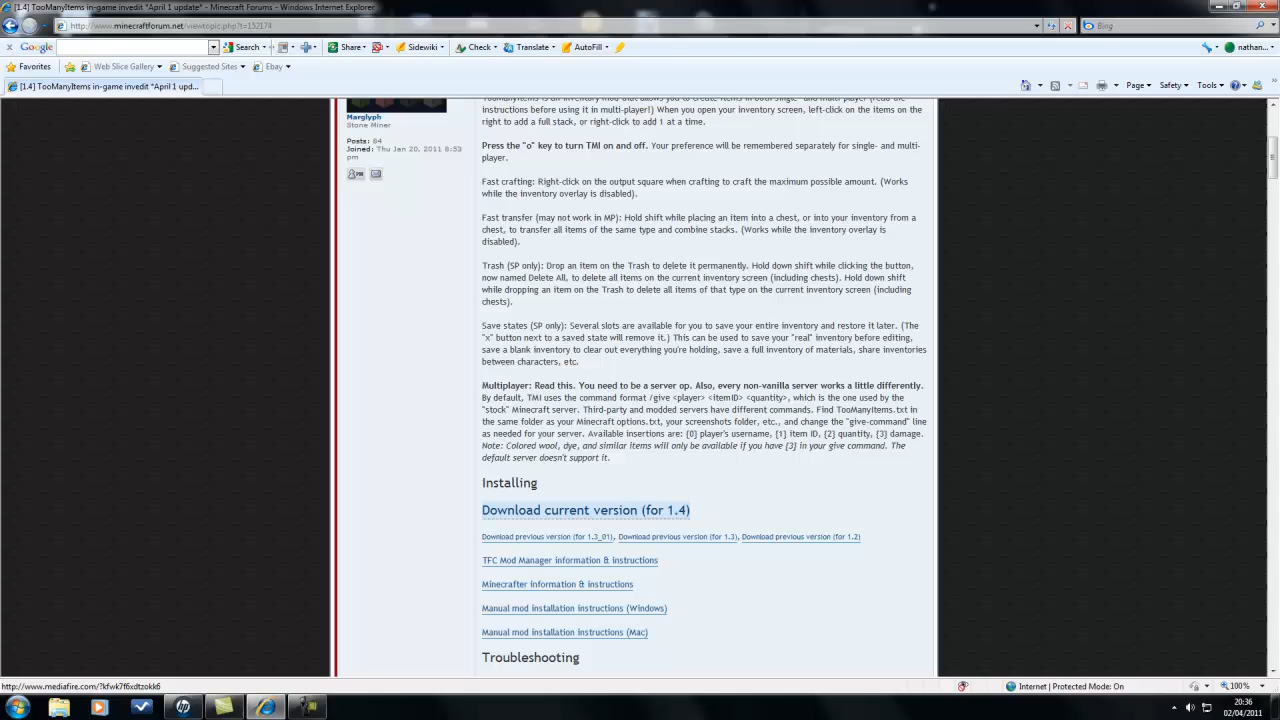 [1.4] TooManyItems in-game invedit *April 1 update* - Minecraft Forums - Windows Internet Explorer
http://www.minecraftforum.net/viewtopic.php?t=152174
Bing
Google
Search
Share
Sidewiki
Check
Translate
AutoFill
nathan...
Favorites
Web Slice Gallery
Suggested Sites
Ebay
[1.4] TooManyItems in-game invedit *April 1 upd...
Page
Safety
Tools
TooManyItems is an inventory mod that allows you to create items in both single- and multi-player (read the
instructions before using it in multi-player!) When you open your inventory screen, left-click on the items on the
right to add a full stack, or right-click to add 1 at a time.
Marglyph
Stone Miner
Posts: 84
Joined: Thu Jan 20, 2011 8:53
pm
PM
Press the "o" key to turn TMI on and off. Your preference will be remembered separately for single- and multi-
player.
Fast crafting: Right-click on the output square when crafting to craft the maximum possible amount. (Works
while the inventory overlay is disabled).
Fast transfer (may not work in MP): Hold shift while placing an item into a chest, or into your inventory from a
chest, to transfer all items of the same type and combine stacks. (Works while the inventory overlay is
disabled).
Trash (SP only): Drop an item on the Trash to delete it permanently. Hold down shift while clicking the button,
now named Delete All, to delete all items on the current inventory screen (including chests). Hold down shift
while dropping an item on the Trash to delete all items of that type on the current inventory screen (including
chests).
Save states (SP only): Several slots are available for you to save your entire inventory and restore it later. (The
"x" button next to a saved state will remove it.) This can be used to save your "real" inventory before editing,
save a blank inventory to clear out everything you're holding, save a full inventory of materials, share inventories
between characters, etc.
Multiplayer: Read this. You need to be a server op. Also, every non-vanilla server works a little differently.
By default, TMI uses the command format /give <player> <itemID> <quantity>, which is the one used by the
"stock" Minecraft server. Third-party and modded servers have different commands. Find TooManyItems.txt in
the same folder as your Minecraft options.txt, your screenshots folder, etc., and change the "give-command" line
as needed for your server. Available insertions are: {0} player's username, {1} item ID, {2} quantity, {3} damage.
Note: Colored wool, dye, and similar items will only be available if you have {3} in your give command. The
default server doesn't support it.
Installing
Download current version (for 1.4)
Download previous version (for 1.3_01), Download previous version (for 1.3), Download previous version (for 1.2)
TFC Mod Manager information & instructions
Minecrafter information & instructions
Manual mod installation instructions (Windows)
Manual mod installation instructions (Mac)
Troubleshooting
http://www.mediafire.com/?kfwk7f6xdtzokk6
Internet | Protected Mode: On
100%
20:36
02/04/2011